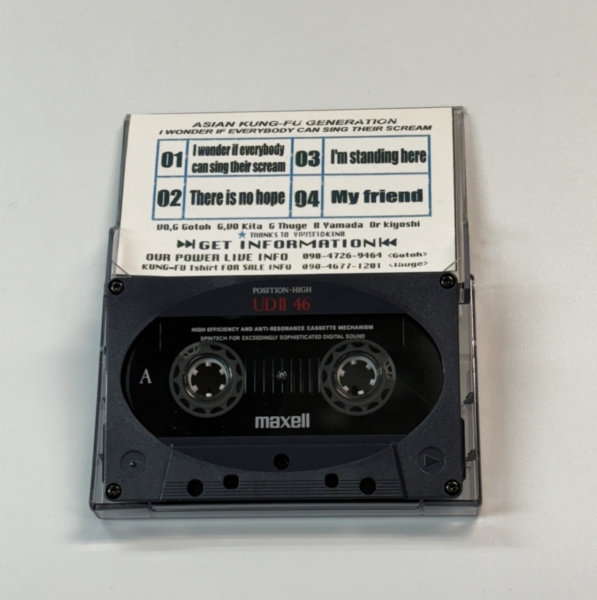 ASIAN KUNG-FU GENERATION
I WONDER IF EVERYBODY CAN SING THEIR SCREAM
01 I wonder if everybody can sing their scream
03 I'm standing here
02 There is no hope
04 My friend
VO,G Gotoh G,VO Kita G Thuge B Yamada Dr kiyoshi
★ THANKS TO
GET INFORMATION
OUR POWER LIVE INFO 090-4726-9464 <Gotoh>
KUNG-FU Tshirt FOR SALE INFO 090-4677-1201
POSITION·HIGH
UDII 46
HIGH EFFICIENCY AND ANTI-RESONANCE CASSETTE MECHANISM
SPINTECH FOR EXCEEDINGLY SOPHISTICATED DIGITAL SOUND
A
maxell